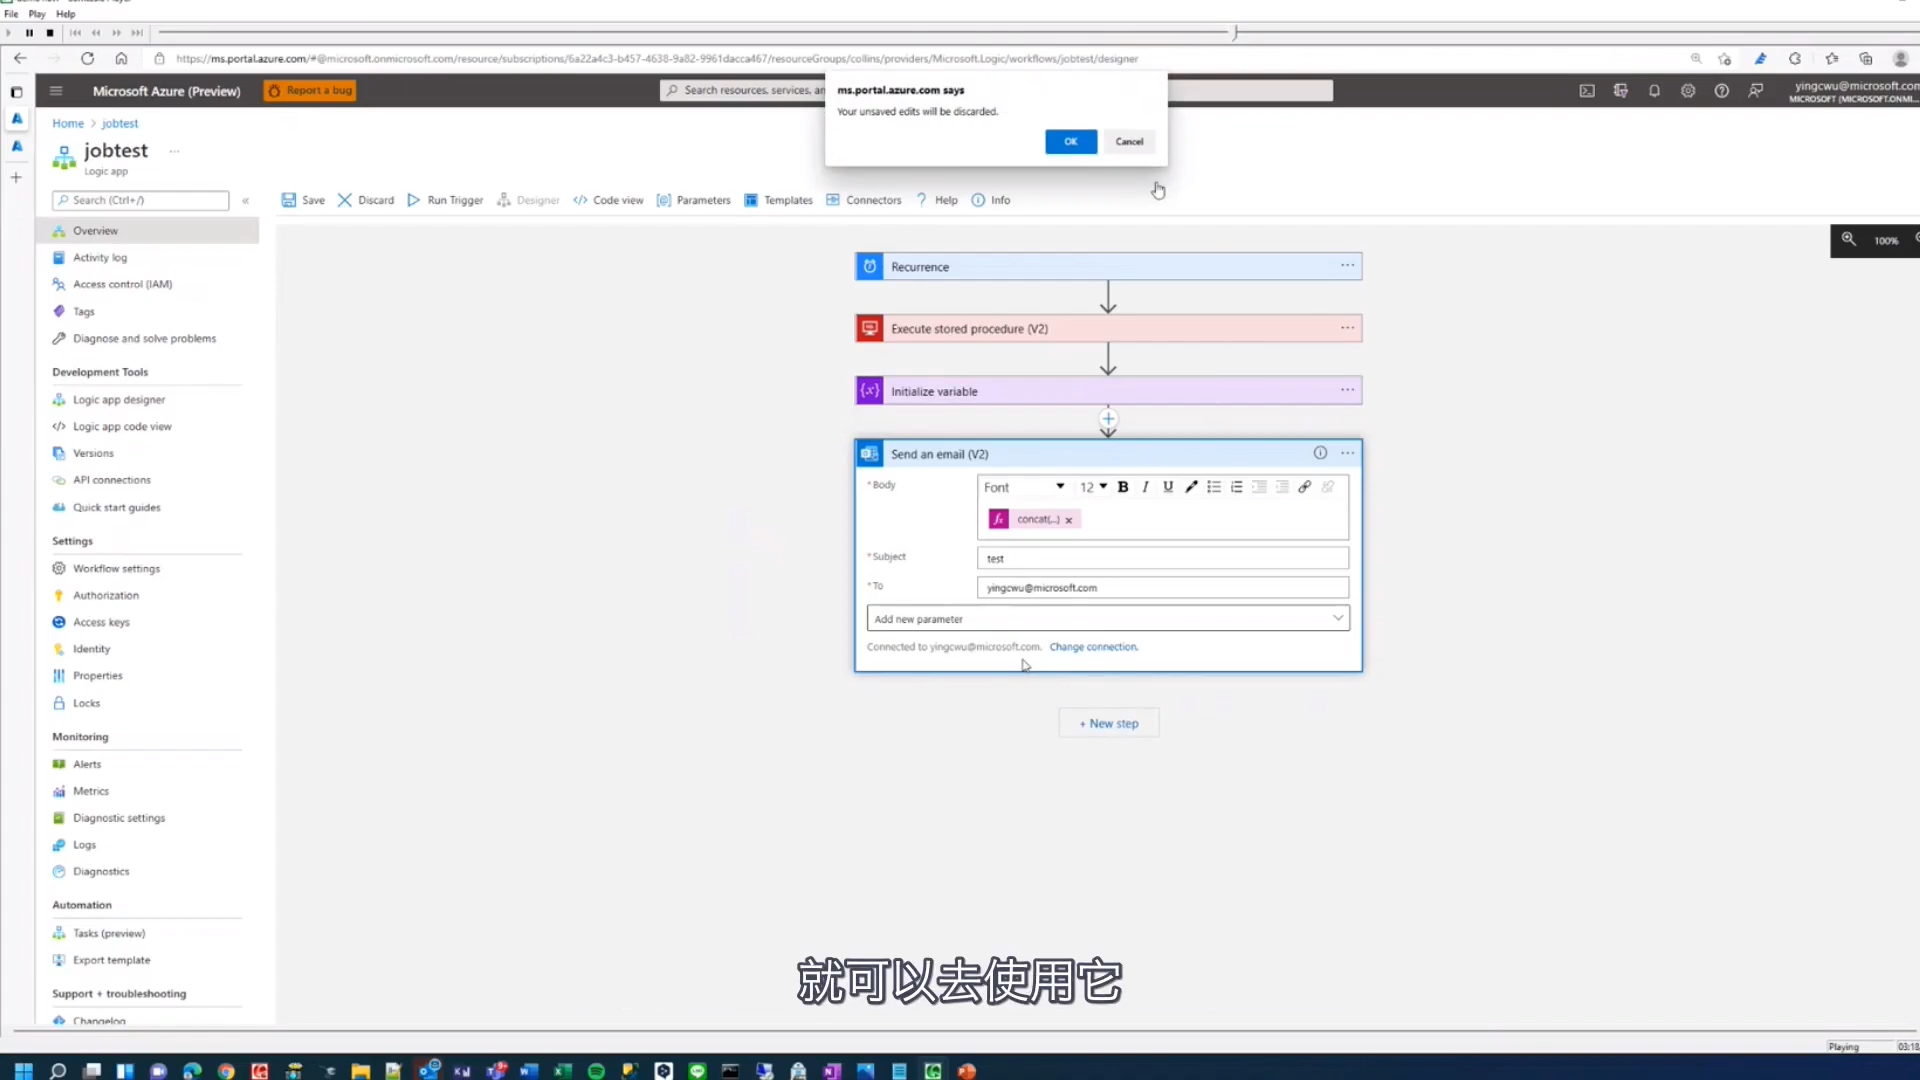 File Play Help
https://ms.portal.azure.com/#@microsoft.onmicrosoft.com/resource/subscriptions/6a22a4c3-b457-4638-9a82-9961dacca467/resourceGroups/collins/providers/Microsoft.Logic/workflows/jobtest/designer
Microsoft Azure (Preview)
Report a bug
Search resources, services, an
yingcwu@microsoft.com
MICROSOFT (MICROSOFT.ONMI...
ms.portal.azure.com says
Your unsaved edits will be discarded.
OK Cancel
Home > jobtest
jobtest ...
Logic app
Search (Ctrl+/)
Save Discard Run Trigger Designer Code view Parameters Templates Connectors Help Info
Overview
Activity log
Access control (IAM)
Tags
Diagnose and solve problems
Development Tools
Logic app designer
Logic app code view
Versions
API connections
Quick start guides
Settings
Workflow settings
Authorization
Access keys
Identity
Properties
Locks
Monitoring
Alerts
Metrics
Diagnostic settings
Logs
Diagnostics
Automation
Tasks (preview)
Export template
Support + troubleshooting
Changelog
100%
Recurrence
Execute stored procedure (V2)
Initialize variable
Send an email (V2)
*Body
Font 12 B I U
fx concat(...) x
*Subject
test
*To
yingcwu@microsoft.com
Add new parameter
Connected to yingcwu@microsoft.com. Change connection.
+ New step
就可以去使用它
Playing 03:18